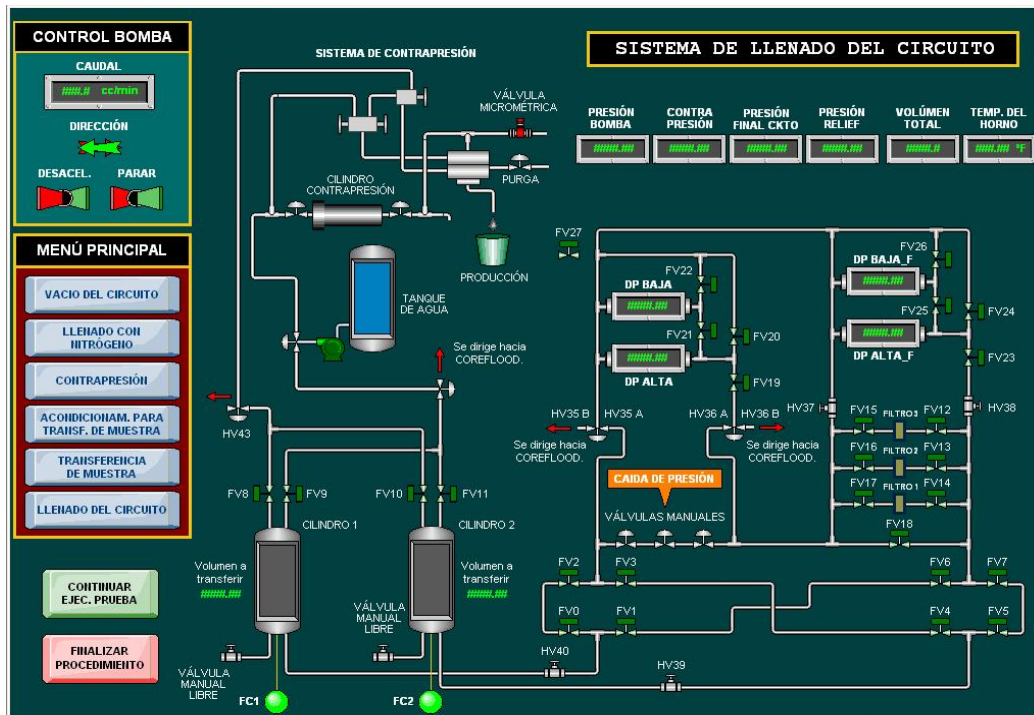 CONTROL BOMBA
CAUDAL
###.# cc/min
DIRECCIÓN
DESACEL.
PARAR
MENÚ PRINCIPAL
VACIO DEL CIRCUITO
LLENADO CON
NITRÓGENO
CONTRAPRESIÓN
ACONDICIONAM. PARA
TRANSF. DE MUESTRA
TRANSFERENCIA
DE MUESTRA
LLENADO DEL CIRCUITO
CONTINUAR
EJEC. PRUEBA
FINALIZAR
PROCEDIMIENTO
SISTEMA DE CONTRAPRESIÓN
SISTEMA DE LLENADO DEL CIRCUITO
VÁLVULA
MICROMÉTRICA
PURGA
CILINDRO
CONTRAPRESIÓN
PRODUCCIÓN
TANQUE
DE AGUA
PRESIÓN
BOMBA
#####.##
CONTRA
PRESIÓN
#####.##
PRESIÓN
FINAL CKTO
#####.##
PRESIÓN
RELIEF
#####.##
VOLÚMEN
TOTAL
#####.#
TEMP. DEL
HORNO
###.## ºF
Se dirige hacia
COREFLOOD.
HV43
FV8
FV9
FV10
FV11
CILINDRO 1
CILINDRO 2
Volumen a
transferir
#####.##
Volumen a
transferir
#####.##
VÁLVULA
MANUAL
LIBRE
VÁLVULA
MANUAL
LIBRE
FC1
FC2
FV27
FV22
DP BAJA
#####.##
FV21
FV20
#####.##
DP ALTA
FV19
HV35 B
HV35 A
HV36 A
HV36 B
Se dirige hacia
COREFLOOD.
Se dirige hacia
COREFLOOD.
CAIDA DE PRESIÓN
VÁLVULAS MANUALES
FV26
DP BAJA_F
#####.##
FV25
FV24
#####.##
DP ALTA_F
FV23
HV37
HV38
FV15
FILTRO 3
FV12
FV16
FILTRO 2
FV13
FV17
FILTRO 1
FV14
FV18
FV2
FV3
FV6
FV7
FV0
FV1
FV4
FV5
HV40
HV39